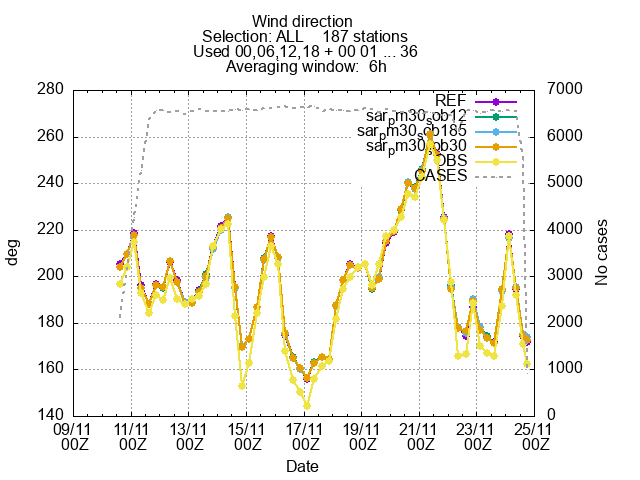 Wind direction
Selection: ALL 187 stations
Used 00,06,12,18 + 00 01 ... 36
Averaging window: 6h
280 7000
REF
sarpm30sob12
260 6000
sarpm30sob185
sarpm30sob30
OBS
240 CASES 5000
220 4000
deg No cases
200 3000
180 2000
160 1000
140 0
09/11 11/11 13/11 15/11 17/11 19/11 21/11 23/11 25/11
00Z 00Z 00Z 00Z 00Z 00Z 00Z 00Z 00Z
Date